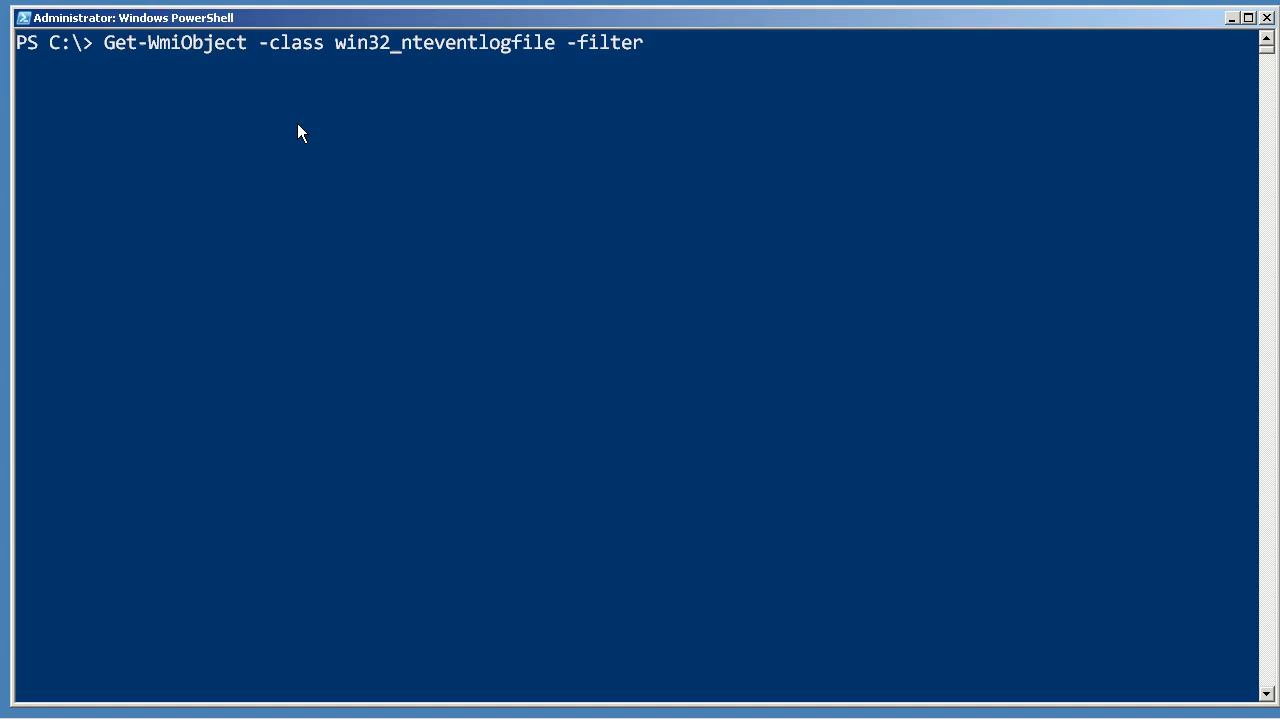 Administrator: Windows PowerShell
PS C:\> Get-WmiObject -class win32_nteventlogfile -filter